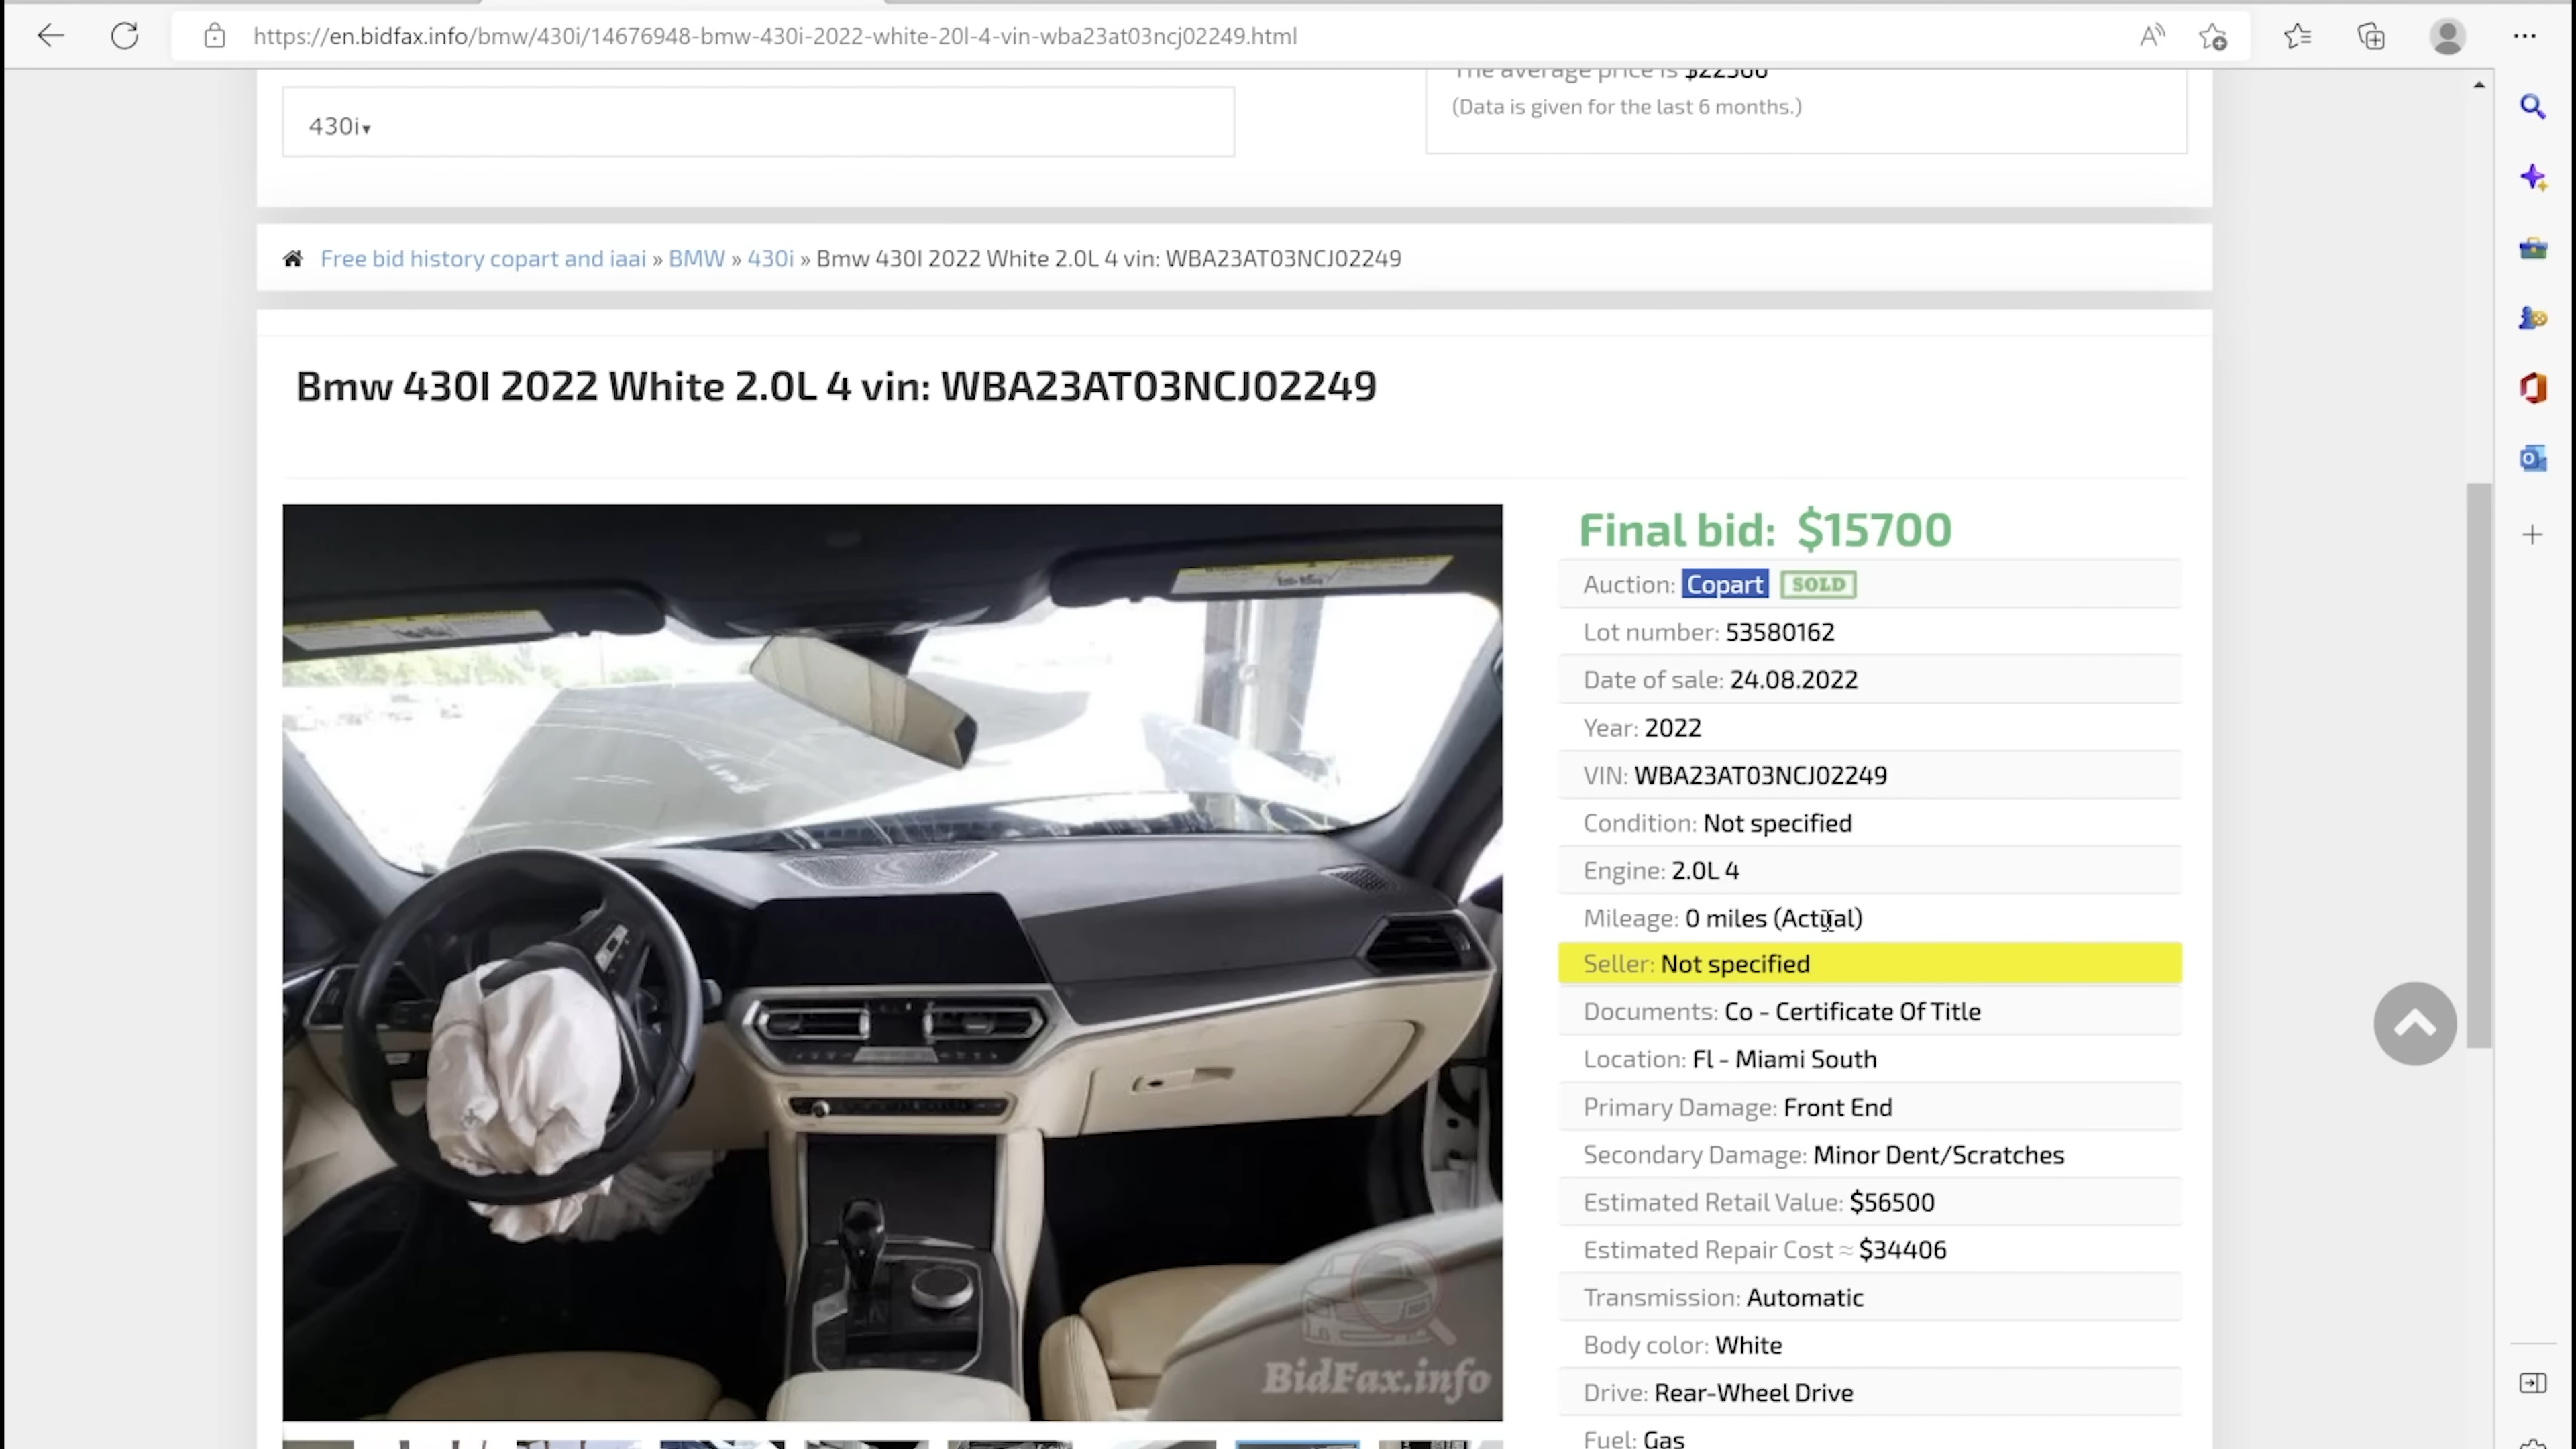 https://en.bidfax.info/bmw/430i/14676948-bmw-430i-2022-white-20l-4-vin-wba23at03ncj02249.html
The average price is $22500
(Data is given for the last 6 months.)
430i
Free bid history copart and iaai » BMW » 430i » Bmw 430I 2022 White 2.0L 4 vin: WBA23AT03NCJ02249
Bmw 430I 2022 White 2.0L 4 vin: WBA23AT03NCJ02249
Final bid: $15700
Auction: Copart SOLD
Lot number: 53580162
Date of sale: 24.08.2022
Year: 2022
VIN: WBA23AT03NCJ02249
Condition: Not specified
Engine: 2.0L 4
Mileage: 0 miles (Actual)
Seller: Not specified
Documents: Co - Certificate Of Title
Location: Fl - Miami South
Primary Damage: Front End
Secondary Damage: Minor Dent/Scratches
Estimated Retail Value: $56500
Estimated Repair Cost ≈ $34406
Transmission: Automatic
Body color: White
Drive: Rear-Wheel Drive
Fuel: Gas
BidFax.info